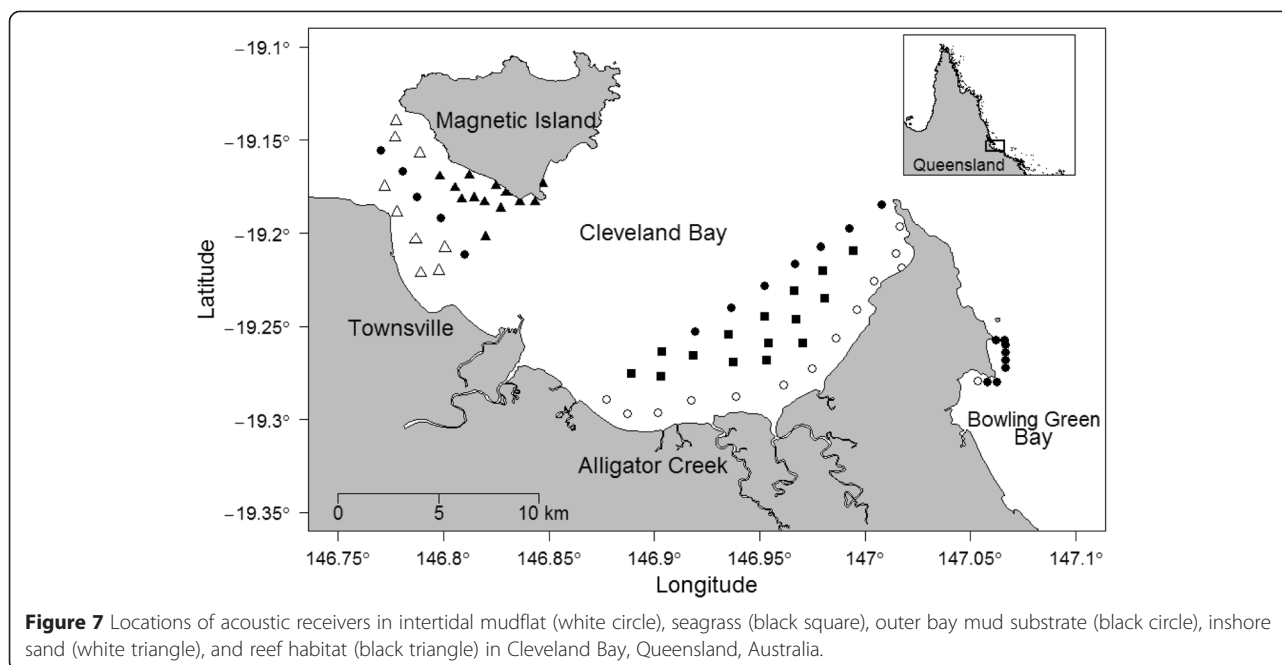 −19.1°
−19.15°
−19.2°
−19.25°
−19.3°
−19.35°
Latitude
Magnetic Island
Queensland
Cleveland Bay
Townsville
Bowling Green
Bay
Alligator Creek
0 5 10 km
146.75° 146.8° 146.85° 146.9° 146.95° 147° 147.05° 147.1°
Longitude
Figure 7 Locations of acoustic receivers in intertidal mudflat (white circle), seagrass (black square), outer bay mud substrate (black circle), inshore
sand (white triangle), and reef habitat (black triangle) in Cleveland Bay, Queensland, Australia.